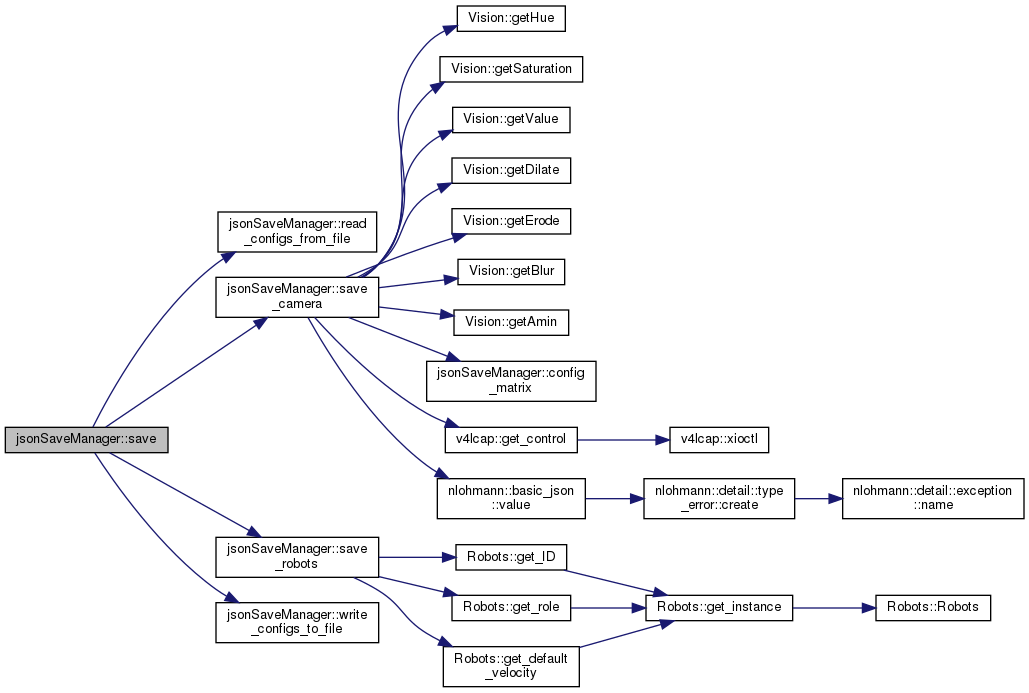 Vision::getHue
Vision::getSaturation
Vision::getValue
Vision::getDilate
jsonSaveManager::read
_configs_from_file
Vision::getErode
Vision::getBlur
jsonSaveManager::save
_camera
Vision::getAmin
jsonSaveManager::config
_matrix
jsonSaveManager::save
v4lcap::get_control
v4lcap::xioctl
nlohmann::basic_json
::value
nlohmann::detail::type
_error::create
nlohmann::detail::exception
::name
jsonSaveManager::save
_robots
Robots::get_ID
Robots::get_role
Robots::get_instance
Robots::Robots
jsonSaveManager::write
_configs_to_file
Robots::get_default
_velocity